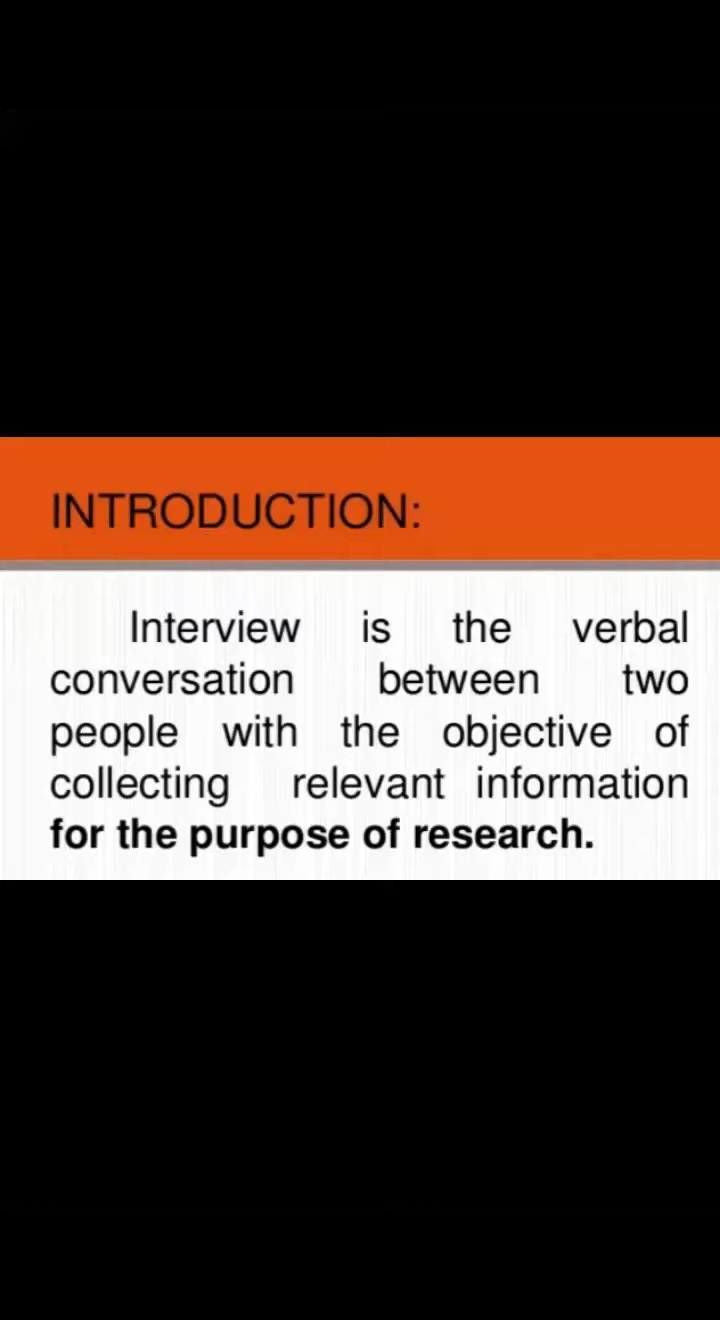 INTRODUCTION:
Interview is the verbal
conversation between two
people with the objective of
collecting relevant information
for the purpose of research.